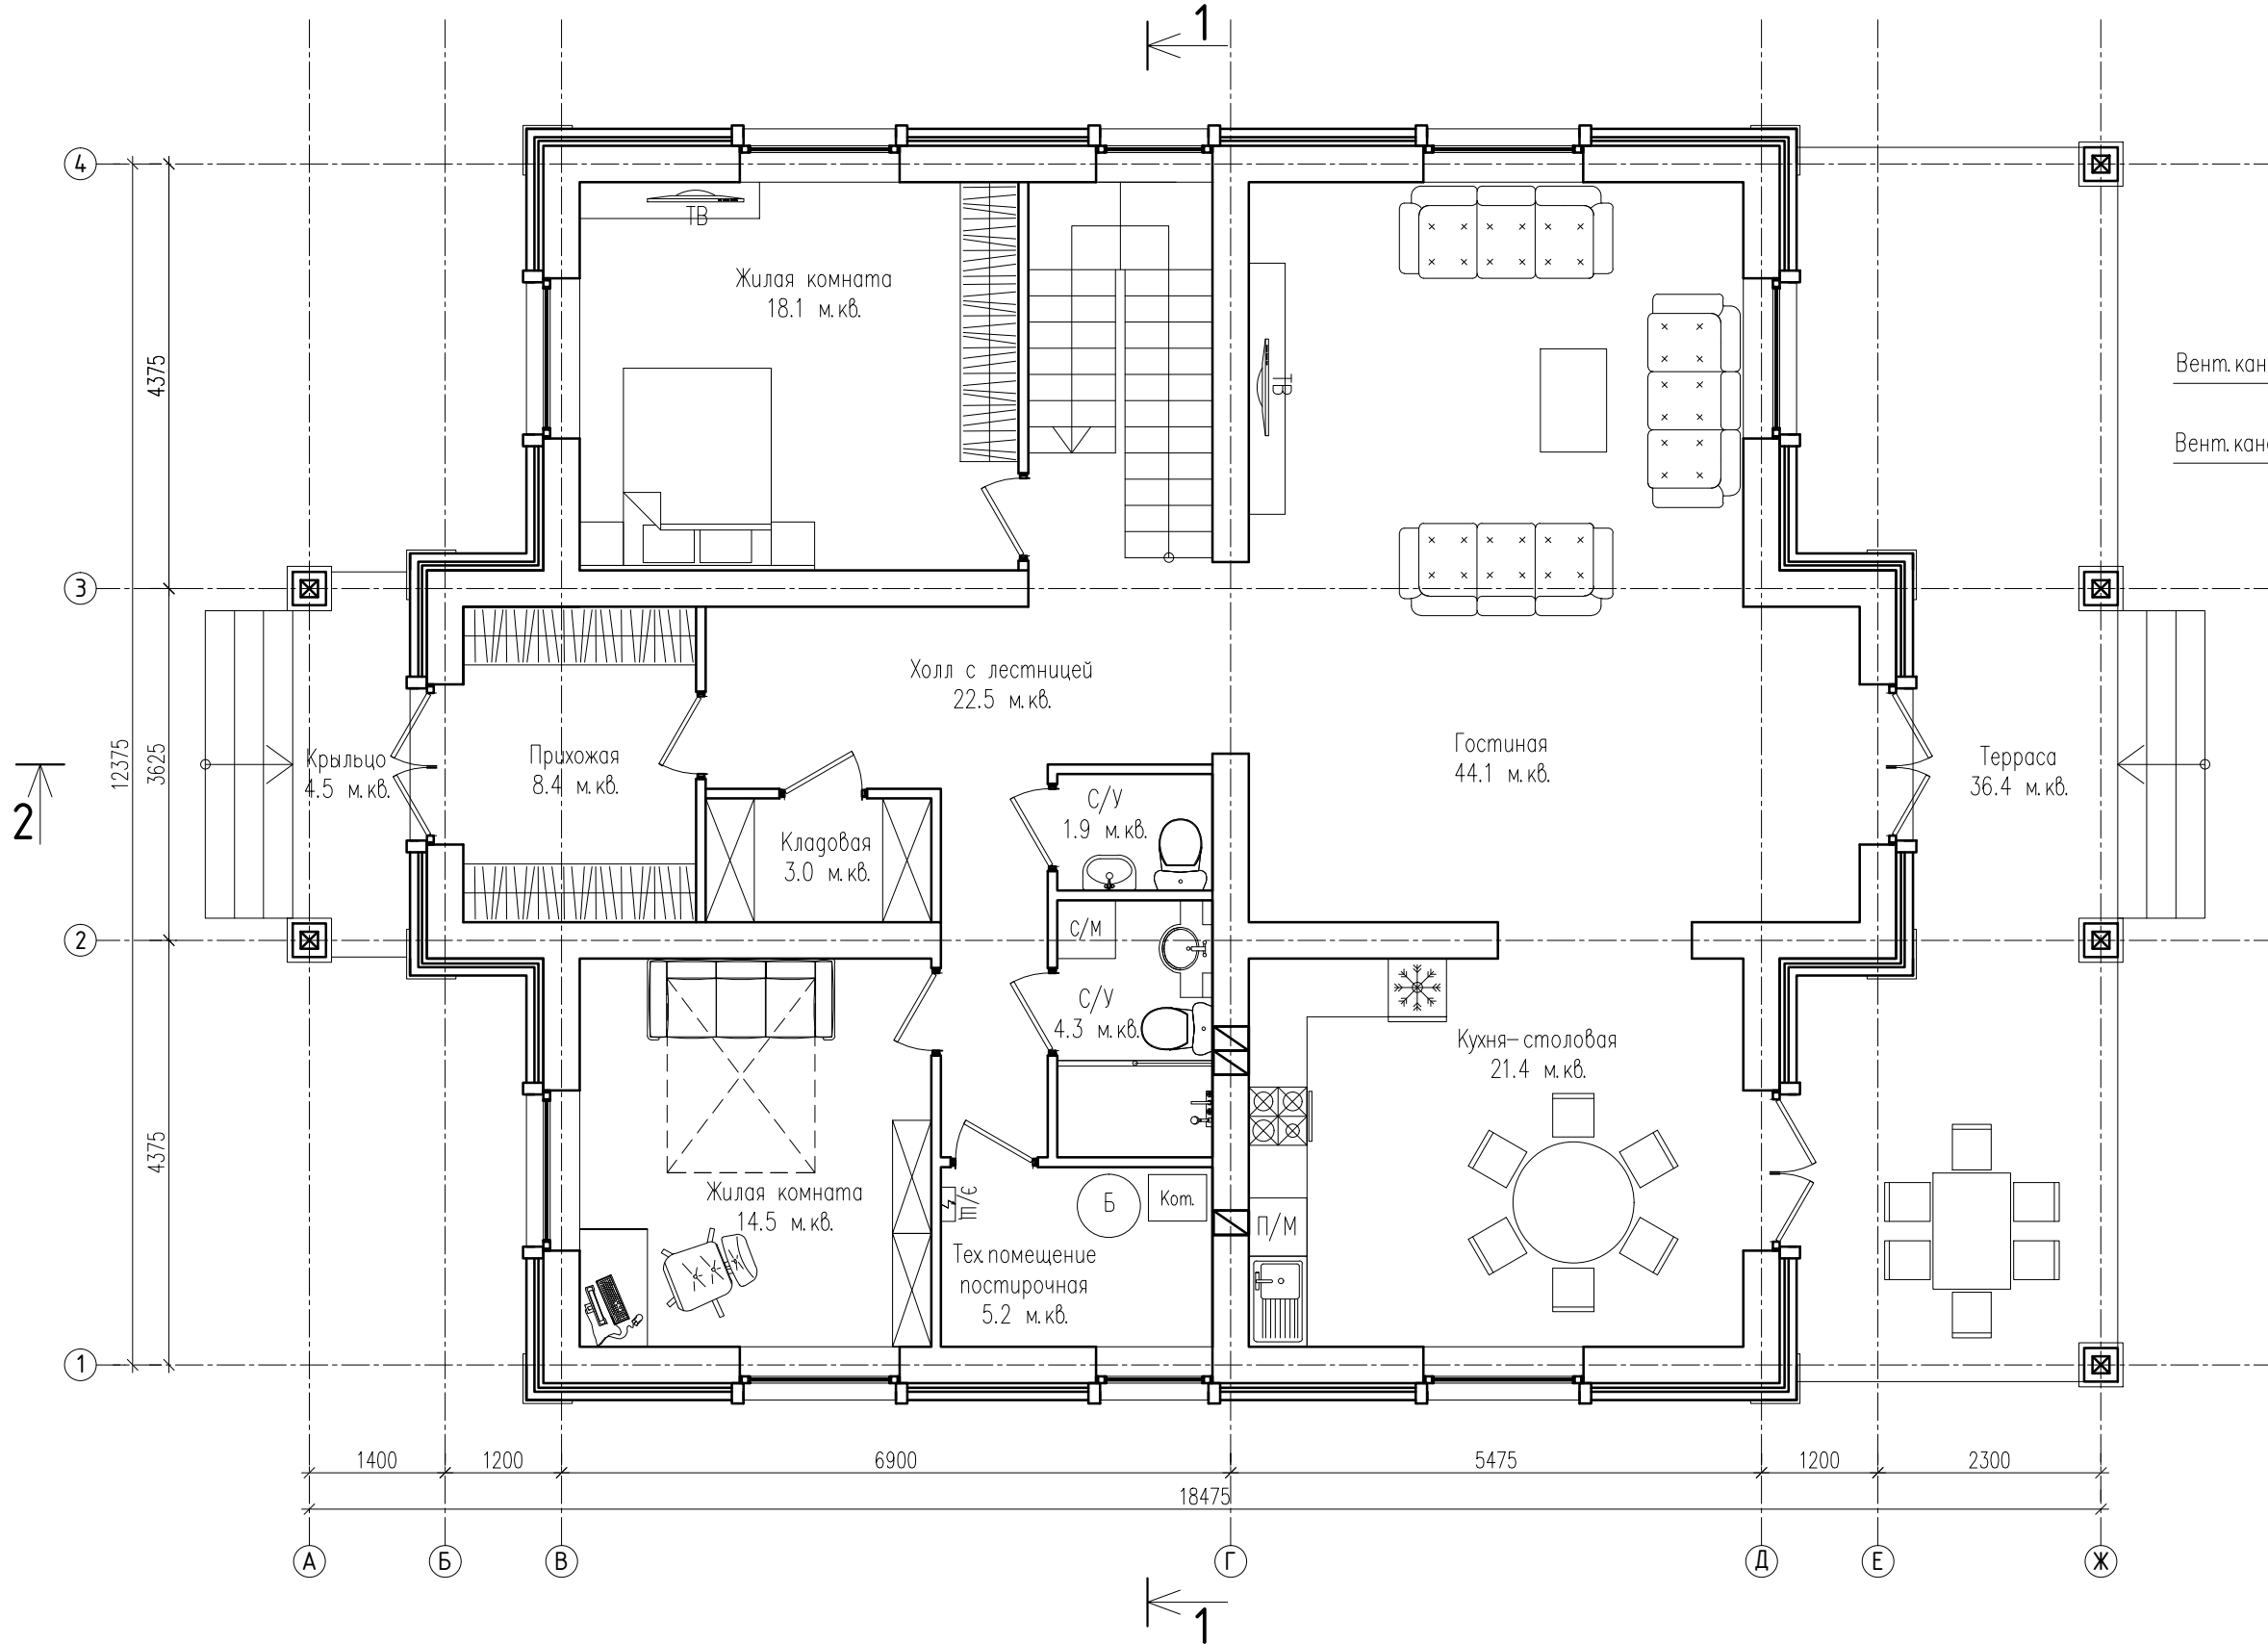 1
4
ТВ
Жилая комната
18.1 м.кв.
ТВ
Вент.кан
Вент.кан
4375
3
Холл с лестницей
22.5 м.кв.
Гостиная
44.1 м.кв.
Терраса
36.4 м.кв.
Прихожая
8.4 м.кв.
Крыльцо
4.5 м.кв.
12375
3625
2
С/У
1.9 м.кв.
Кладовая
3.0 м.кв.
С/М
2
С/У
4.3 м.кв.
Кухня-столовая
21.4 м.кв.
4375
Жилая комната
14.5 м.кв.
Б
Кот.
П/М
Тех помещение
постирочная
5.2 м.кв.
1
1400
1200
6900
5475
1200
2300
18475
А
Б
В
Г
Д
Е
Ж
1